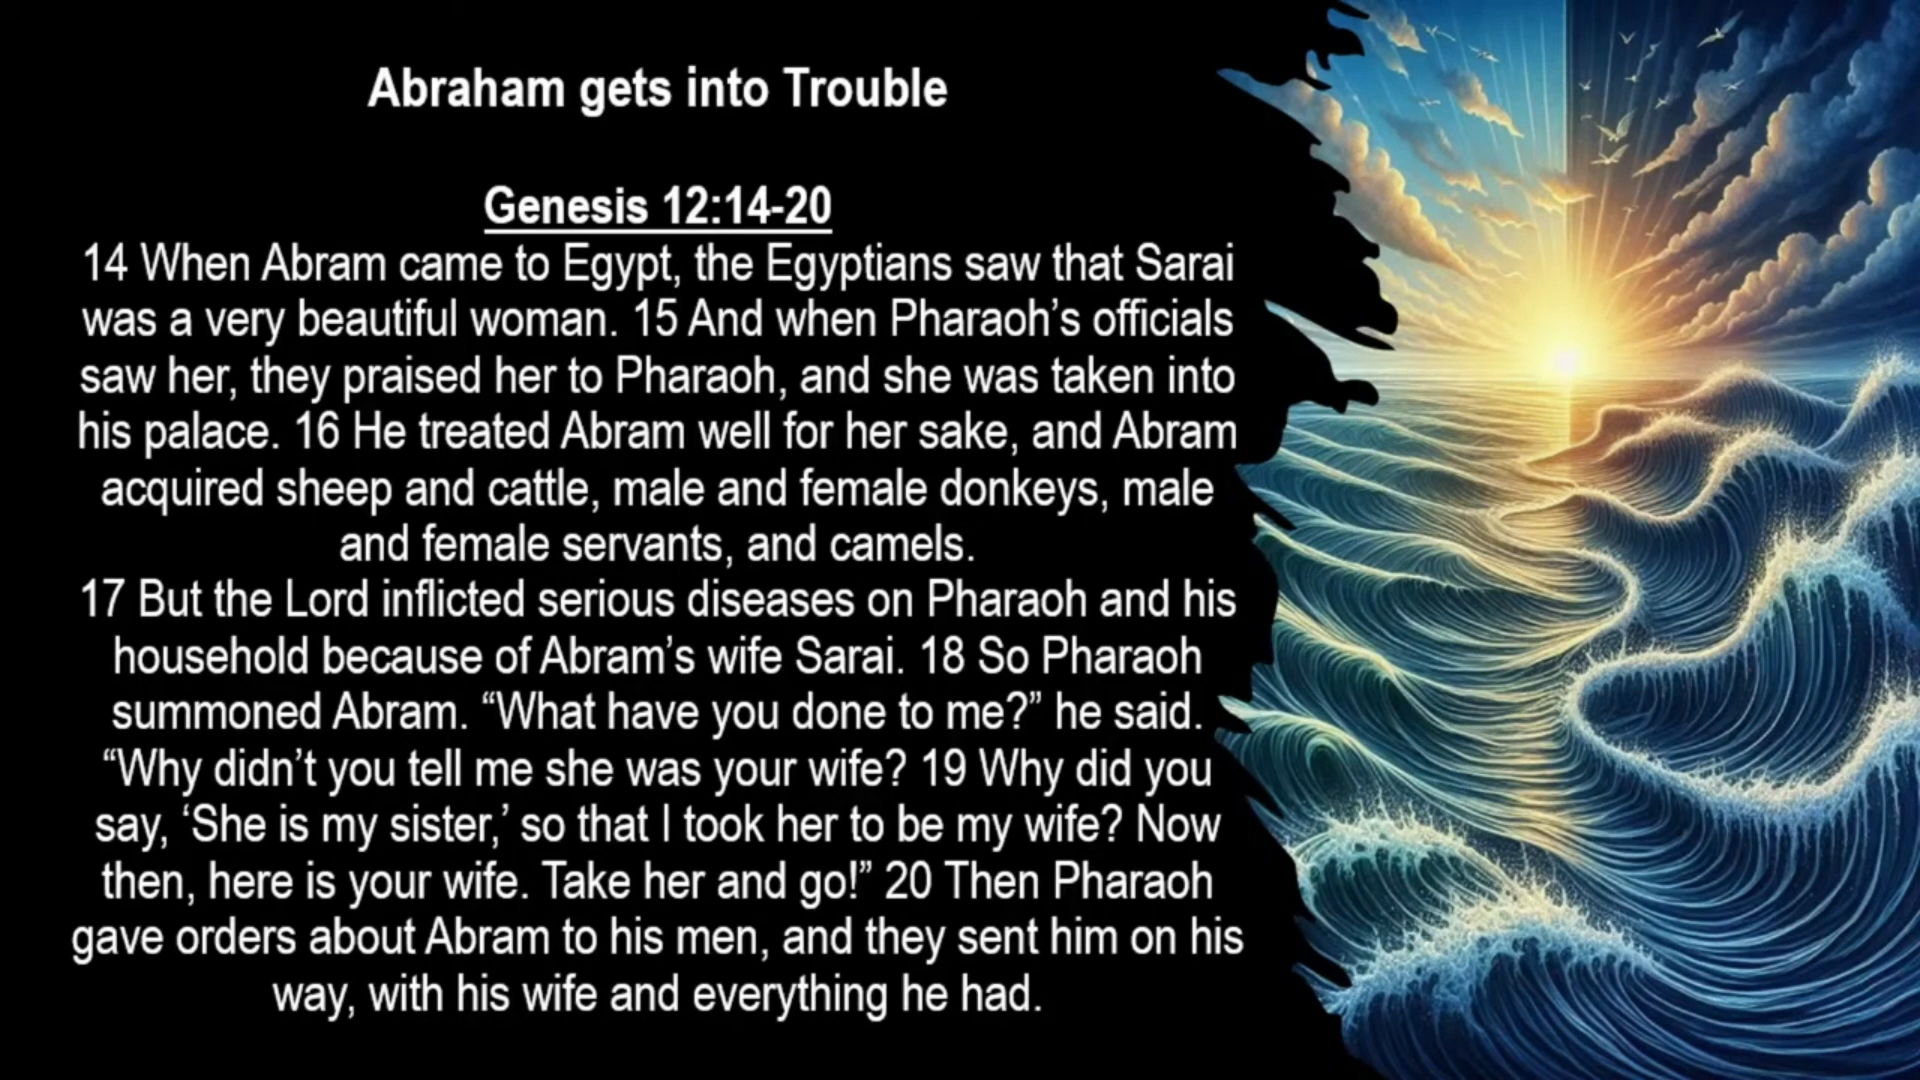 Abraham gets into Trouble
Genesis 12:14-20
14 When Abram came to Egypt, the Egyptians saw that Sarai
was a very beautiful woman. 15 And when Pharaoh’s officials
saw her, they praised her to Pharaoh, and she was taken into
his palace. 16 He treated Abram well for her sake, and Abram
acquired sheep and cattle, male and female donkeys, male
and female servants, and camels.
17 But the Lord inflicted serious diseases on Pharaoh and his
household because of Abram’s wife Sarai. 18 So Pharaoh
summoned Abram. “What have you done to me?” he said.
“Why didn’t you tell me she was your wife? 19 Why did you
say, ‘She is my sister,’ so that I took her to be my wife? Now
then, here is your wife. Take her and go!” 20 Then Pharaoh
gave orders about Abram to his men, and they sent him on his
way, with his wife and everything he had.